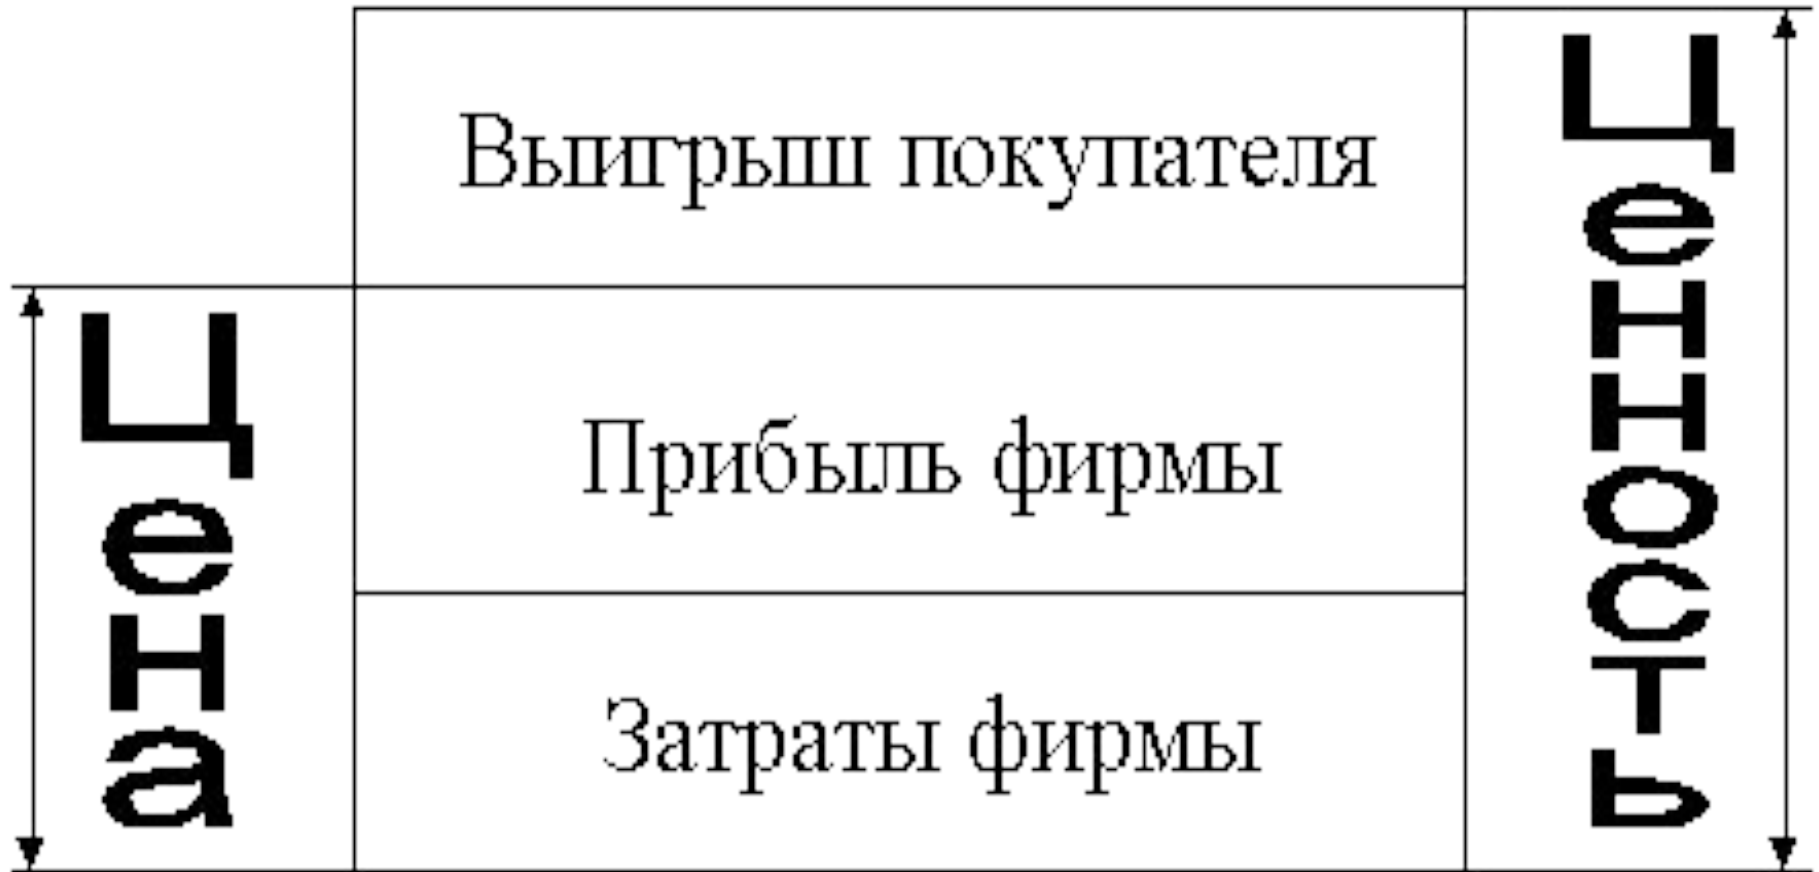 Выигрыш покупателя
Цена
Прибыль фирмы
Затраты фирмы
Ценность